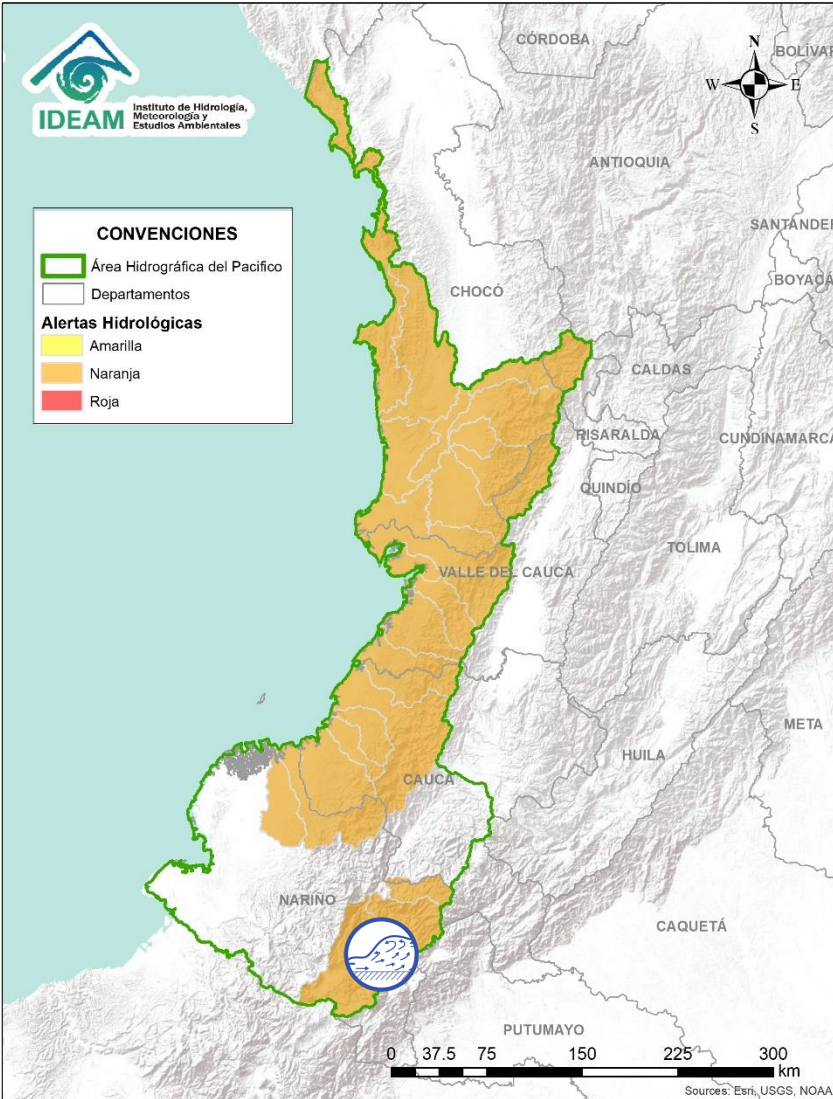 IDEAM
Instituto de Hidrología,
Meteorología y
Estudios Ambientales
CONVENCIONES
Área Hidrográfica del Pacifico
Departamentos
Alertas Hidrológicas
Amarilla
Naranja
Roja
N
W E
S
CÓRDOBA
BOLÍVAR
ANTIOQUIA
SANTANDER
BOYACÁ
CHOCÓ
CALDAS
RISARALDA
CUNDINAMARCA
QUINDÍO
TOLIMA
VALLE DEL CAUCA
META
HUILA
CAUCA
NARIÑO
CAQUETÁ
PUTUMAYO
0 37.5 75 150 225 300
km
Sources: Esri, USGS, NOAA